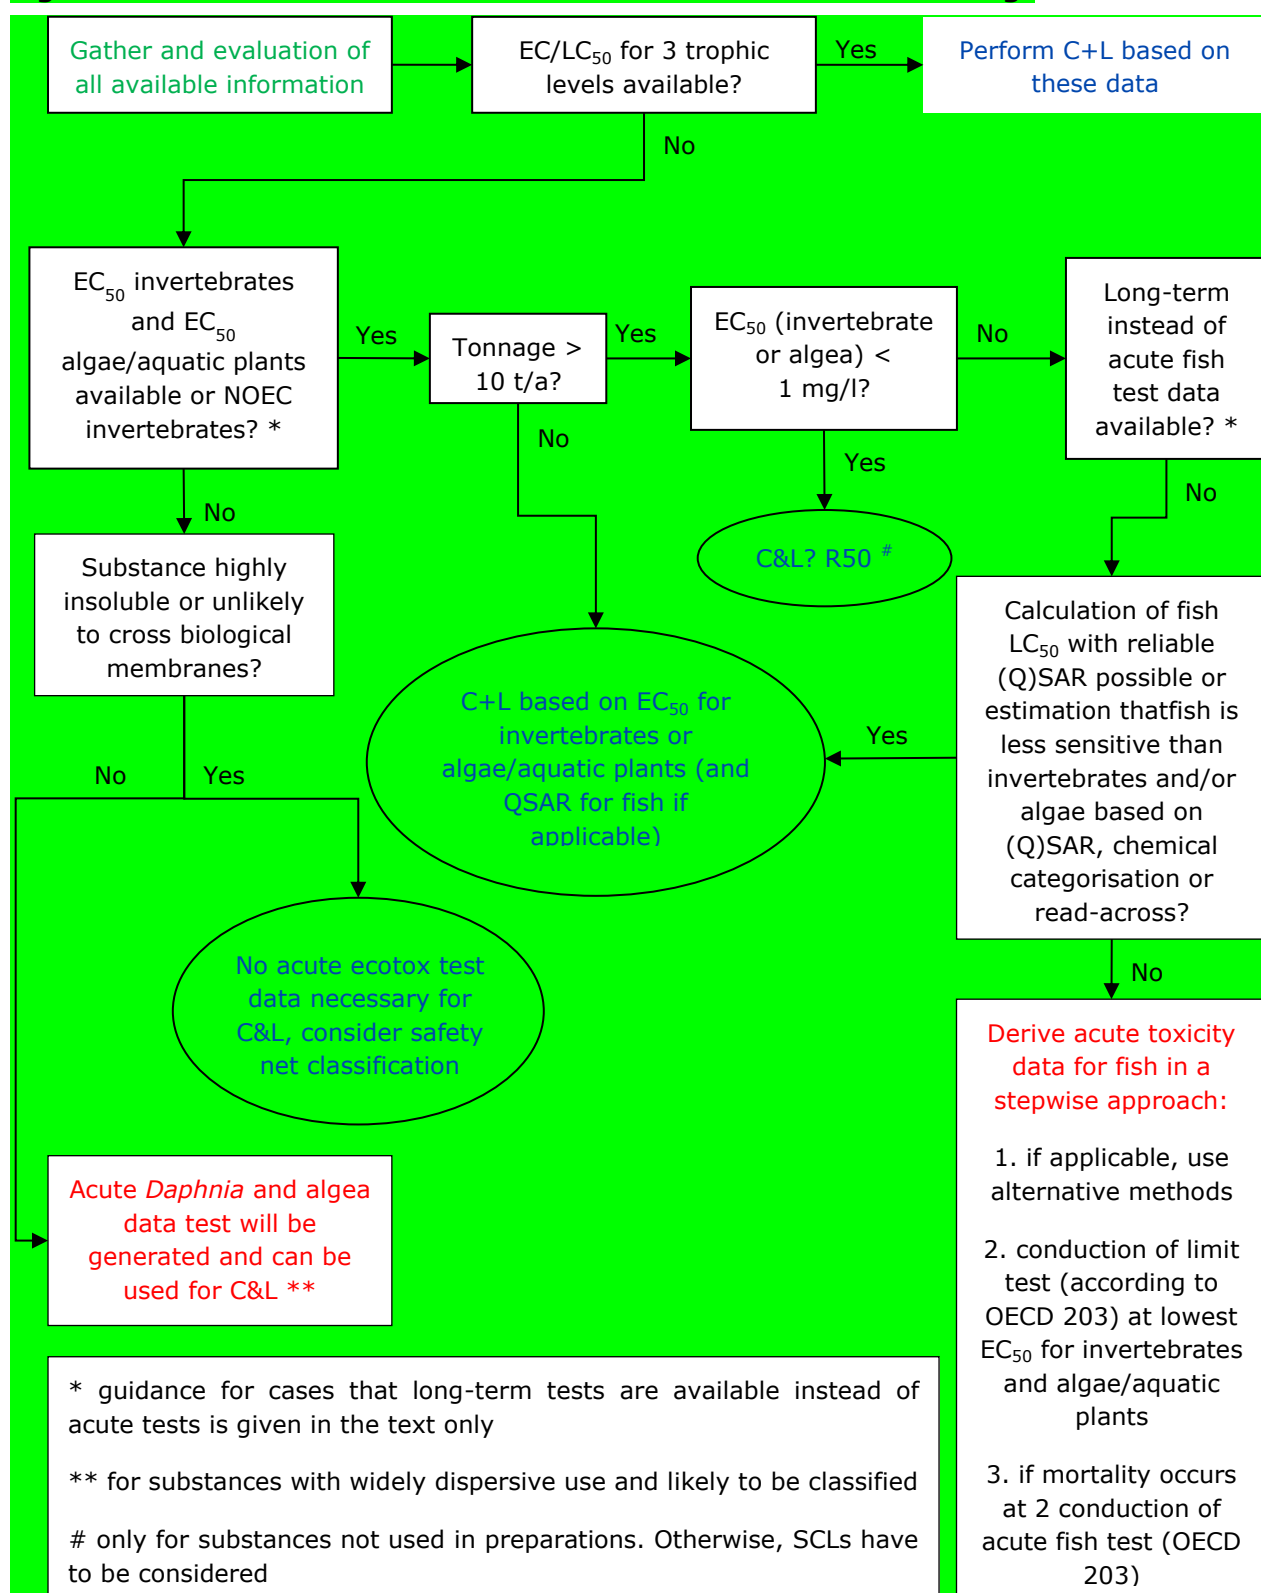 Gather and evaluation of
all available information
EC/LC50 for 3 trophic
levels available?
Yes
Perform C+L based on
these data
No
EC50 invertebrates
and EC50
algae/aquatic plants
available or NOEC
invertebrates? *
Yes
Tonnage >
10 t/a?
Yes
EC50 (invertebrate
or algea) <
1 mg/l?
No
Long-term
instead of
acute fish
test data
available? *
No
Yes
No
No
Substance highly
insoluble or unlikely
to cross biological
membranes?
C&L? R50 #
Calculation of fish
LC50 with reliable
(Q)SAR possible or
estimation thatfish is
less sensitive than
invertebrates and/or
algae based on
(Q)SAR, chemical
categorisation or
read-across?
C+L based on EC50 for
invertebrates or
algae/aquatic plants (and
QSAR for fish if
applicable)
Yes
No
Yes
No acute ecotox test
data necessary for
C&L, consider safety
net classification
No
Derive acute toxicity
data for fish in a
stepwise approach:
1. if applicable, use
alternative methods
2. conduction of limit
test (according to
OECD 203) at lowest
EC50 for invertebrates
and algae/aquatic
plants
3. if mortality occurs
at 2 conduction of
acute fish test (OECD
203)
Acute Daphnia and algea
data test will be
generated and can be
used for C&L **
* guidance for cases that long-term tests are available instead of
acute tests is given in the text only
** for substances with widely dispersive use and likely to be classified
# only for substances not used in preparations. Otherwise, SCLs have
to be considered